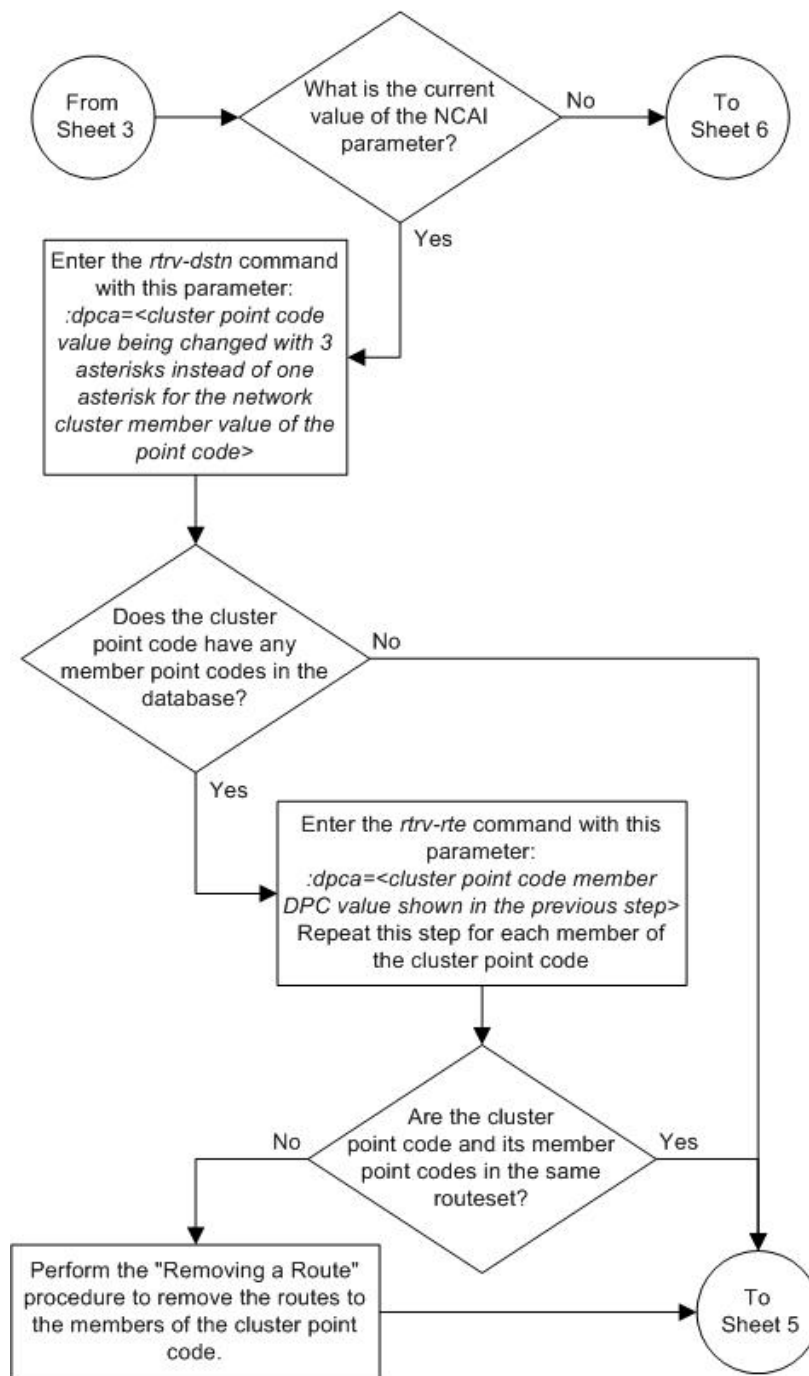 From
Sheet 3
What is the current
value of the NCAI
parameter?
No
To
Sheet 6
Yes
Enter the rtrv-dstn command
with this parameter:
:dpca=<cluster point code
value being changed with 3
asterisks instead of one
asterisk for the network
cluster member value of the
point code>
Does the cluster
point code have any
member point codes in the
database?
No
Yes
Enter the rtrv-rte command with this
parameter:
:dpca=<cluster point code member
DPC value shown in the previous step>
Repeat this step for each member of
the cluster point code
Are the cluster
point code and its member
point codes in the same
routeset?
No
Yes
Perform the "Removing a Route"
procedure to remove the routes to
the members of the cluster point
code.
To
Sheet 5